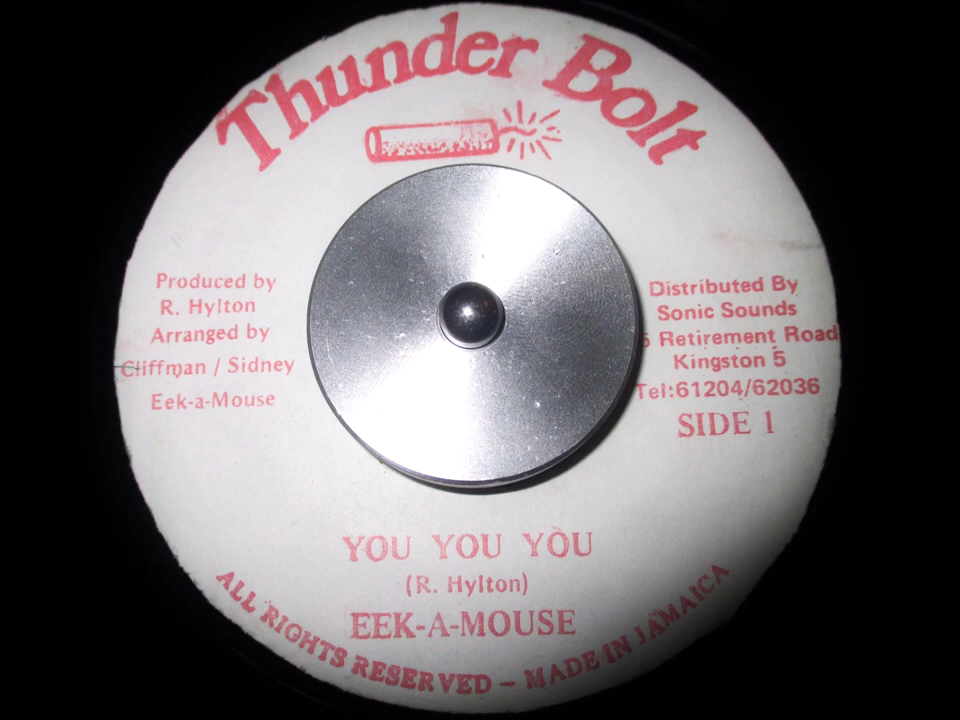 Thunder Bolt
Produced by
R. Hylton
Arranged by
Cliffman / Sidney
Eek-a-Mouse
Distributed By
Sonic Sounds
Retirement Road
Kingston 5
Tel:61204/62036
SIDE 1
YOU YOU YOU
(R. Hylton)
EEK-A-MOUSE
ALL RIGHTS RESERVED – MADE IN JAMAICA